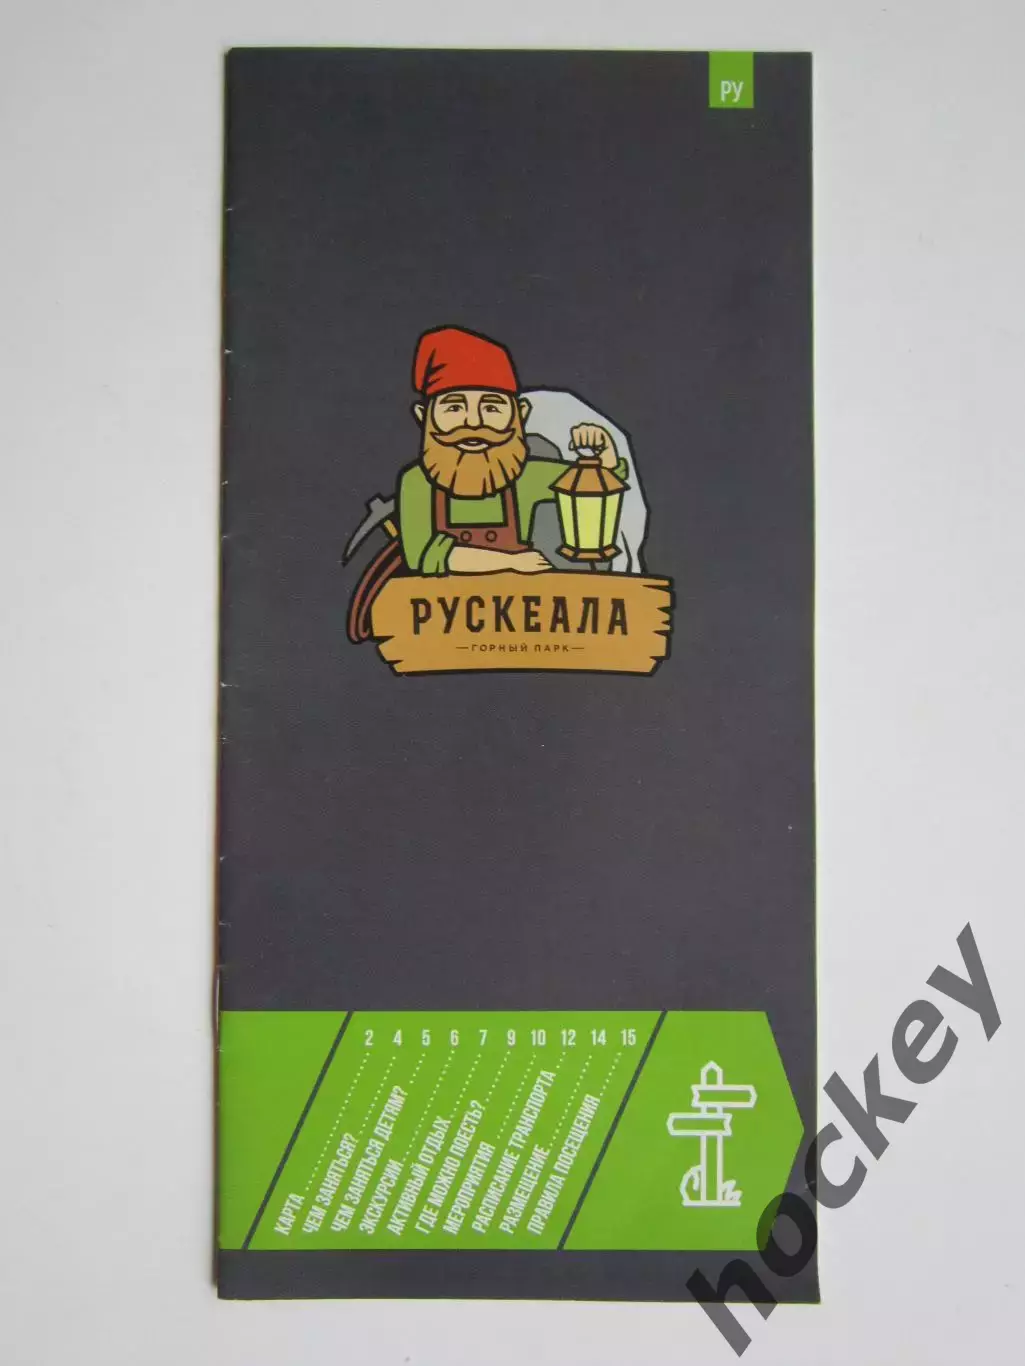 РУ
РУСКЕАЛА
—ГОРНЫЙ ПАРК—
КАРТА .......... 2
ЧЕМ ЗАНЯТЬСЯ? .......... 4
ЧЕМ ЗАНЯТЬСЯ ДЕТЯМ? .......... 5
ЭКСКУРСИИ .......... 6
АКТИВНЫЙ ОТДЫХ .......... 7
ГДЕ МОЖНО ПОЕСТЬ? .......... 9
МЕРОПРИЯТИЯ .......... 10
РАСПИСАНИЕ ТРАНСПОРТА .......... 12
РАЗМЕЩЕНИЕ .......... 14
ПРАВИЛА ПОСЕЩЕНИЯ .......... 15
hockey